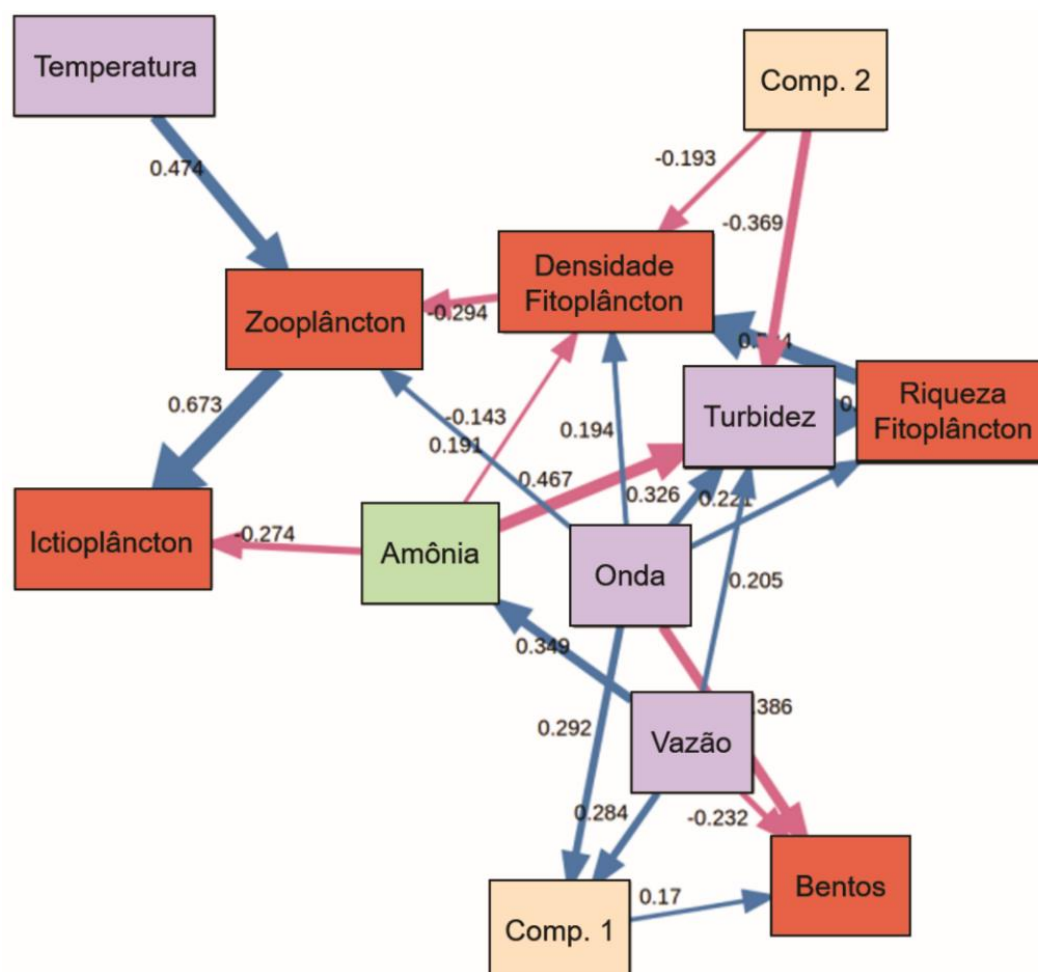 Temperatura
Comp. 2
0.474
-0.193
-0.369
Densidade
Fitoplâncton
Zooplâncton
-0.294
Riqueza
Fitoplâncton
Turbidez
0.673
-0.143
0.191
0.194
0.467
0.326
0.221
Ictioplâncton
-0.274
Amônia
Onda
0.205
0.349
386
0.292
Vazão
0.284
-0.232
Bentos
0.17
Comp. 1